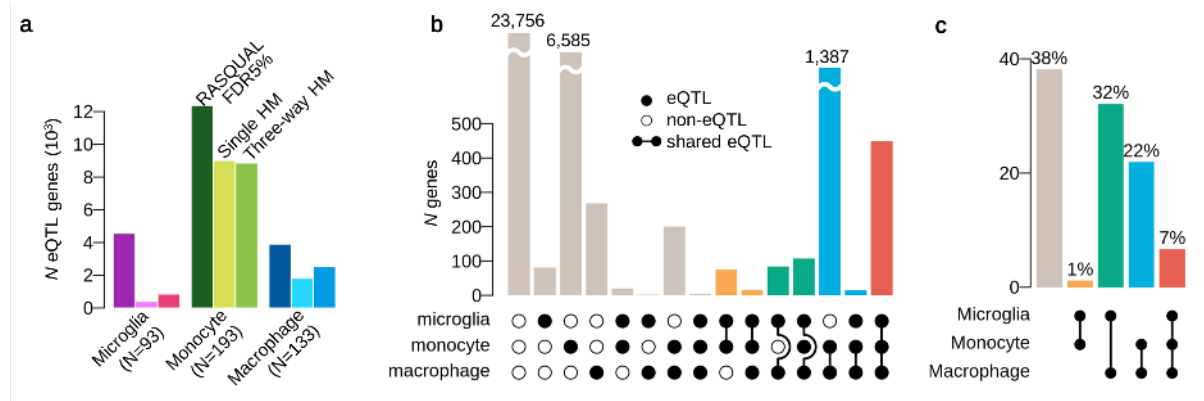 a
N eQTL genes (10³)
12
10
8
6
4
2
0
RASQUAL
FDR5%
Single HM
Three-way HM
Microglia
(N=93)
Monocyte
(N=193)
Macrophage
(N=133)
b
23,756
6,585
1,387
eQTL
non-eQTL
shared eQTL
N genes
500
400
300
200
100
0
microglia
monocyte
macrophage
c
40
20
0
38%
1%
32%
22%
7%
Microglia
Monocyte
Macrophage